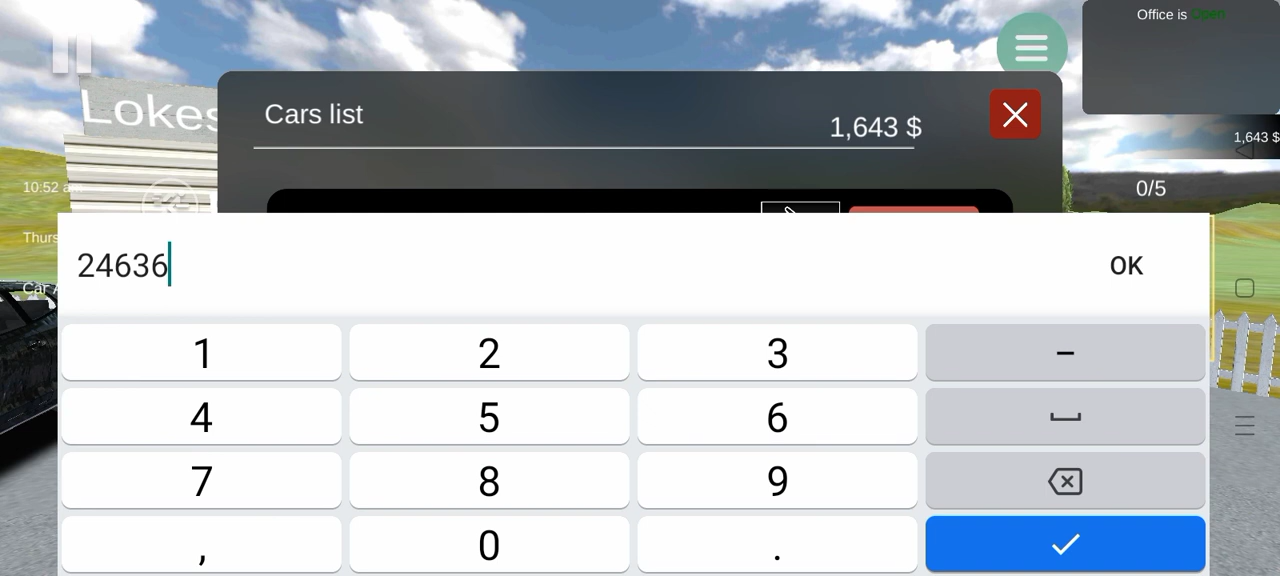 Office is Open
Lokes
Cars list
1,643 $
1,643 $
10:52 am
0/5
Thurs
24636
OK
Car
1
2
3
-
4
5
6
7
8
9
,
0
.